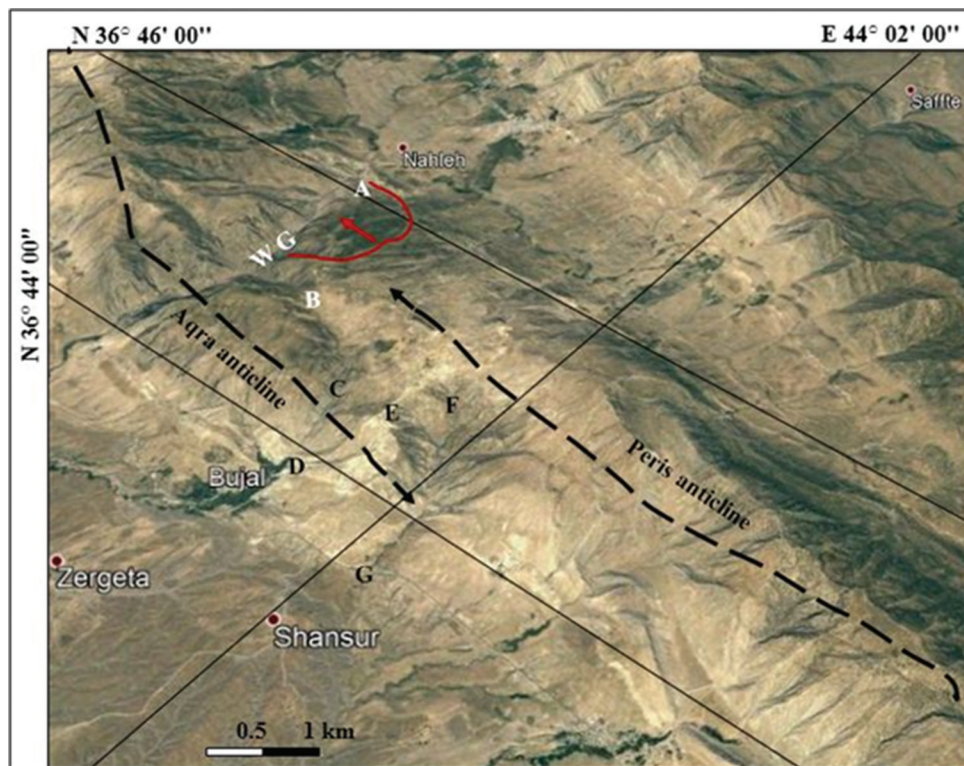 N 36° 46' 00"
E 44° 02' 00"
Saffte
Nahleh
A
W G
N 36° 44' 00"
B
Aqra anticline
C
E
F
D
Bujal
Peris anticline
G
Zergeta
Shansur
0.5 1 km